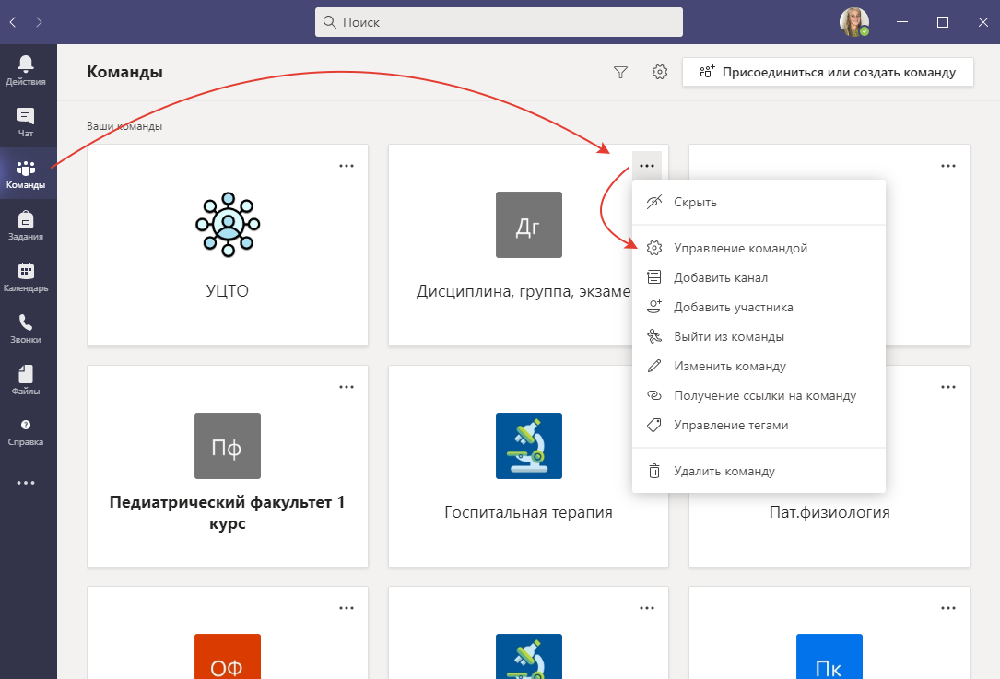 Поиск
Действия
Чат
Команды
Задания
Календарь
Звонки
Файлы
Справка
Команды
Присоединиться или создать команду
Ваши команды
УЦТО
Дг
Дисциплина, группа, экзаме
Скрыть
Управление командой
Добавить канал
Добавить участника
Выйти из команды
Изменить команду
Получение ссылки на команду
Управление тегами
Удалить команду
Пф
Педиатрический факультет 1
курс
Госпитальная терапия
Пат.физиология
ОФ
Пк